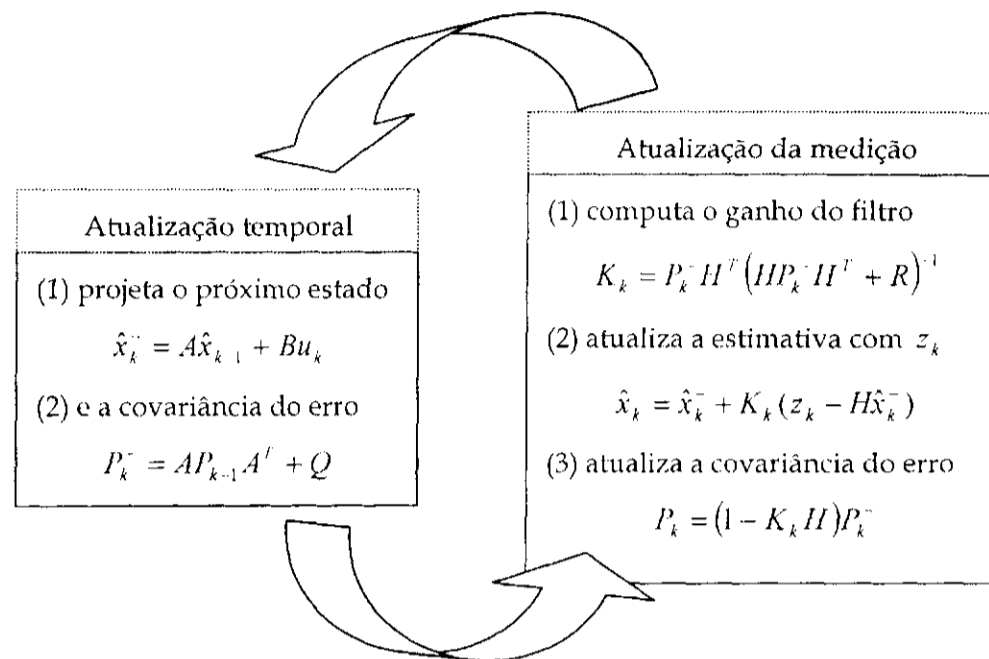 Atualização temporal
(1) projeta o próximo estado
x̂ₖ⁻ = Ax̂ₖ₋₁ + Buₖ
(2) e a covariância do erro
Pₖ⁻ = APₖ₋₁Aᵀ + Q
Atualização da medição
(1) computa o ganho do filtro
Kₖ = Pₖ⁻Hᵀ(HPₖ⁻Hᵀ + R)⁻¹
(2) atualiza a estimativa com zₖ
x̂ₖ = x̂ₖ⁻ + Kₖ(zₖ − Hx̂ₖ⁻)
(3) atualiza a covariância do erro
Pₖ = (1 − KₖH)Pₖ⁻